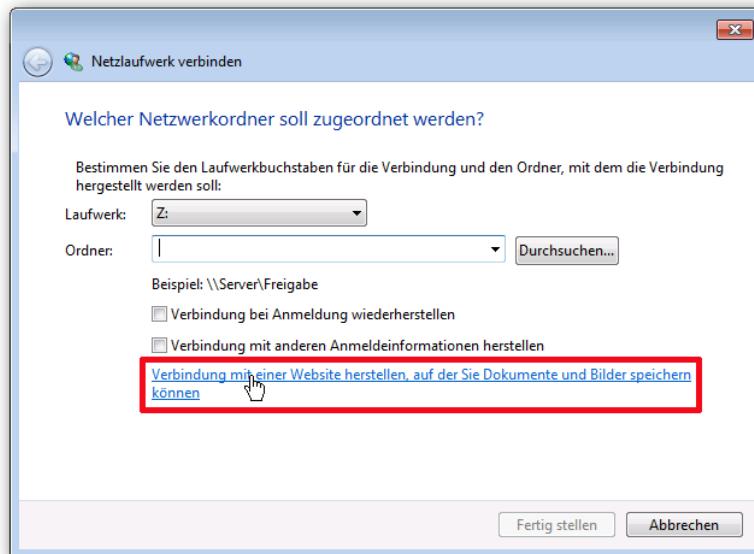 Netzlaufwerk verbinden
Welcher Netzwerkordner soll zugeordnet werden?
Bestimmen Sie den Laufwerkbuchstaben für die Verbindung und den Ordner, mit dem die Verbindung
hergestellt werden soll:
Laufwerk: Z:
Ordner: Durchsuchen...
Beispiel: \\Server\Freigabe
Verbindung bei Anmeldung wiederherstellen
Verbindung mit anderen Anmeldeinformationen herstellen
Verbindung mit einer Website herstellen, auf der Sie Dokumente und Bilder speichern
können
Fertig stellen Abbrechen